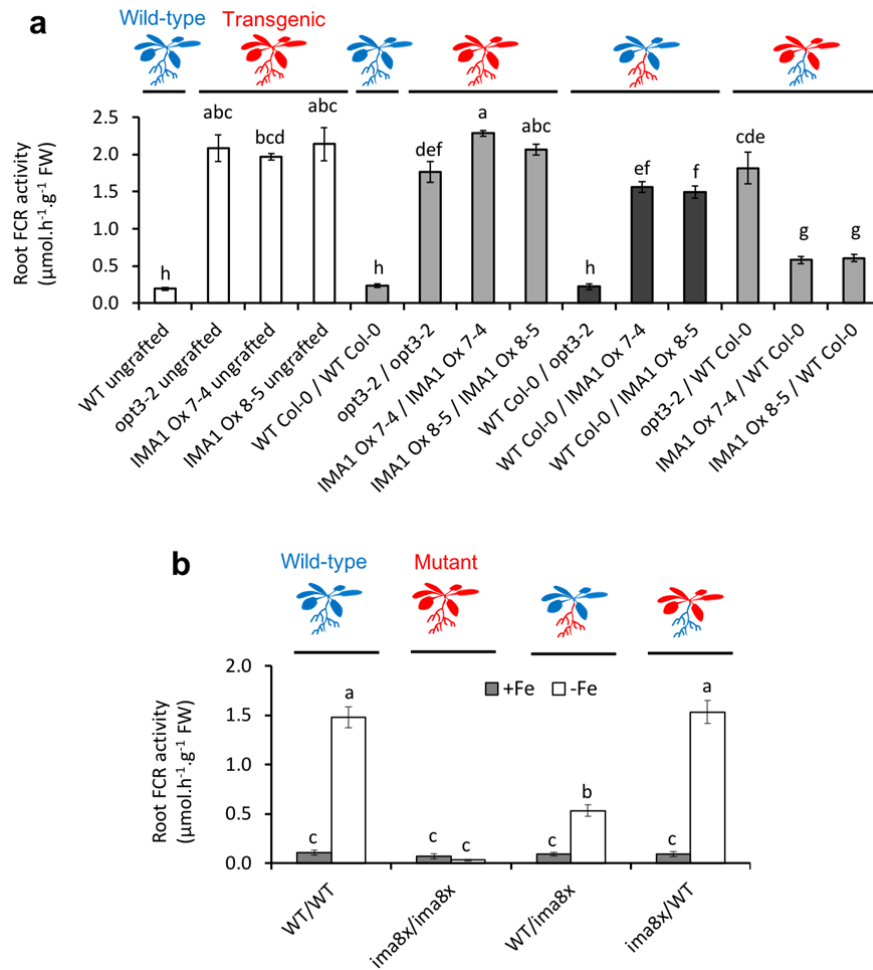 a
Wild-type
Transgenic
Root FCR activity
(µmol.h⁻¹.g⁻¹ FW)
2.5
2.0
1.5
1.0
0.5
0.0
h
abc
bcd
abc
h
def
a
abc
h
ef
f
cde
g
g
WT ungrafted
opt3-2 ungrafted
IMA1 Ox 7-4 ungrafted
IMA1 Ox 8-5 ungrafted
WT Col-0 / WT Col-0
opt3-2 / opt3-2
IMA1 Ox 7-4 / IMA1 Ox 7-4
IMA1 Ox 8-5 / IMA1 Ox 8-5
WT Col-0 / opt3-2
WT Col-0 / IMA1 Ox 7-4
WT Col-0 / IMA1 Ox 8-5
opt3-2 / WT Col-0
IMA1 Ox 7-4 / WT Col-0
IMA1 Ox 8-5 / WT Col-0
b
Wild-type
Mutant
Root FCR activity
(µmol.h⁻¹.g⁻¹ FW)
2.0
1.5
1.0
0.5
0.0
+Fe
-Fe
c
a
c
c
c
b
c
a
WT/WT
ima8x/ima8x
WT/ima8x
ima8x/WT